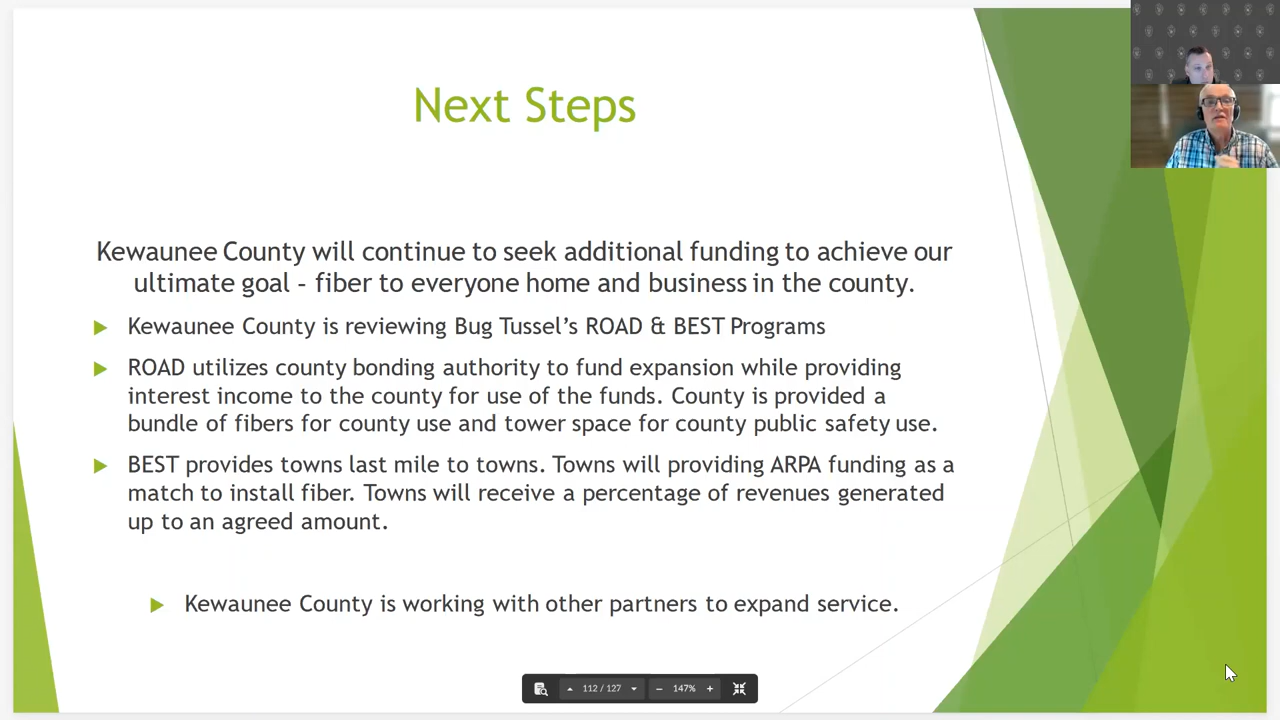 Next Steps
Kewaunee County will continue to seek additional funding to achieve our
ultimate goal – fiber to everyone home and business in the county.
Kewaunee County is reviewing Bug Tussel’s ROAD & BEST Programs
ROAD utilizes county bonding authority to fund expansion while providing
interest income to the county for use of the funds. County is provided a
bundle of fibers for county use and tower space for county public safety use.
BEST provides towns last mile to towns. Towns will providing ARPA funding as a
match to install fiber. Towns will receive a percentage of revenues generated
up to an agreed amount.
Kewaunee County is working with other partners to expand service.
112 / 127 147%